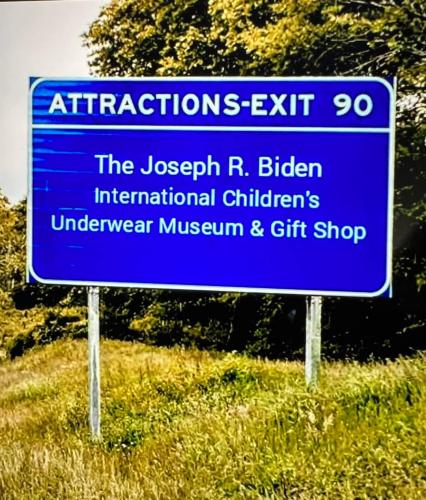 ATTRACTIONS-EXIT 90
The Joseph R. Biden
International Children's
Underwear Museum & Gift Shop